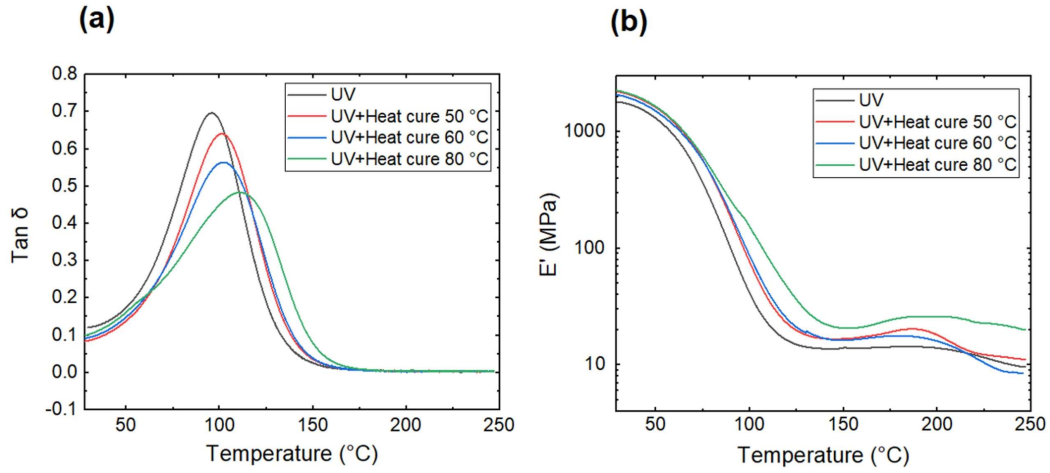 (a)
0.8
0.7
0.6
0.5
0.4
0.3
0.2
0.1
0.0
-0.1
Tan δ
UV
UV+Heat cure 50 °C
UV+Heat cure 60 °C
UV+Heat cure 80 °C
50 100 150 200 250
Temperature (°C)
(b)
1000
100
10
E' (MPa)
UV
UV+Heat cure 50 °C
UV+Heat cure 60 °C
UV+Heat cure 80 °C
50 100 150 200 250
Temperature (°C)